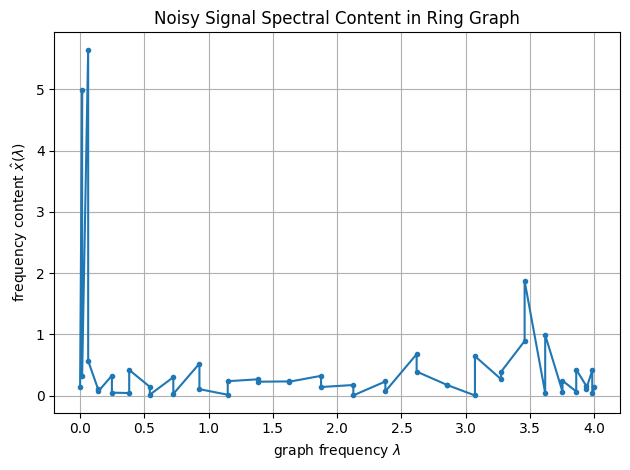 Noisy Signal Spectral Content in Ring Graph
frequency content x̂(λ)
5
4
3
2
1
0
0.0 0.5 1.0 1.5 2.0 2.5 3.0 3.5 4.0
graph frequency λ